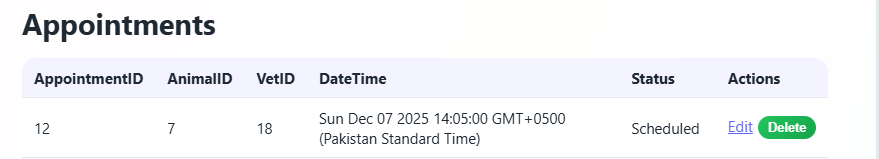 Appointments
AppointmentID AnimalID VetID DateTime Status Actions
12 7 18 Sun Dec 07 2025 14:05:00 GMT+0500 (Pakistan Standard Time) Scheduled Edit Delete